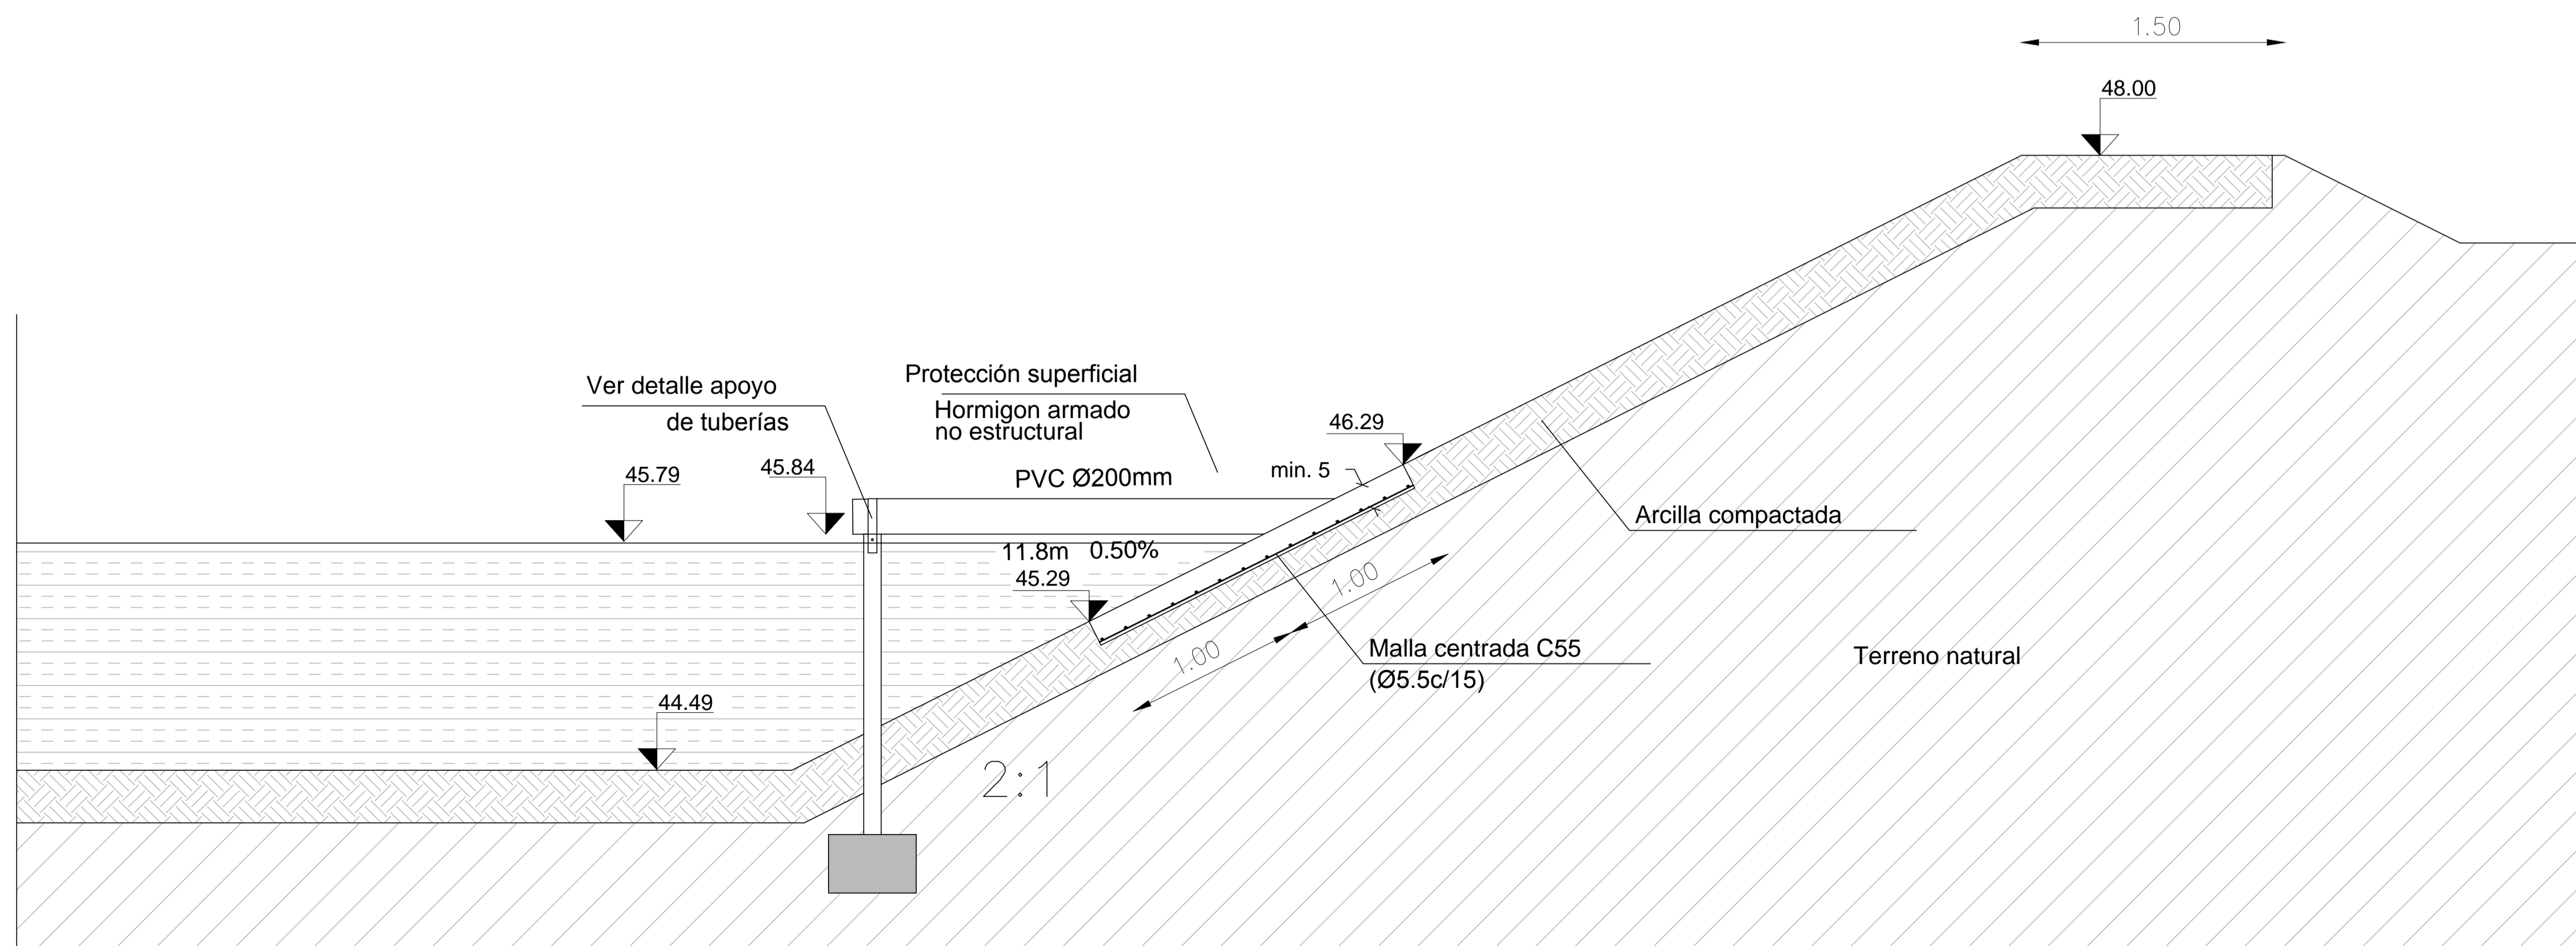 1.50
48.00
Protección superficial
Ver detalle apoyo
de tuberías
Hormigon armado
no estructural
46.29
45.79
45.84
PVC Ø200mm
min. 5
Arcilla compactada
11.8m 0.50%
45.29
1.00
1.00
Malla centrada C55
(Ø5.5c/15)
Terreno natural
44.49
2:1